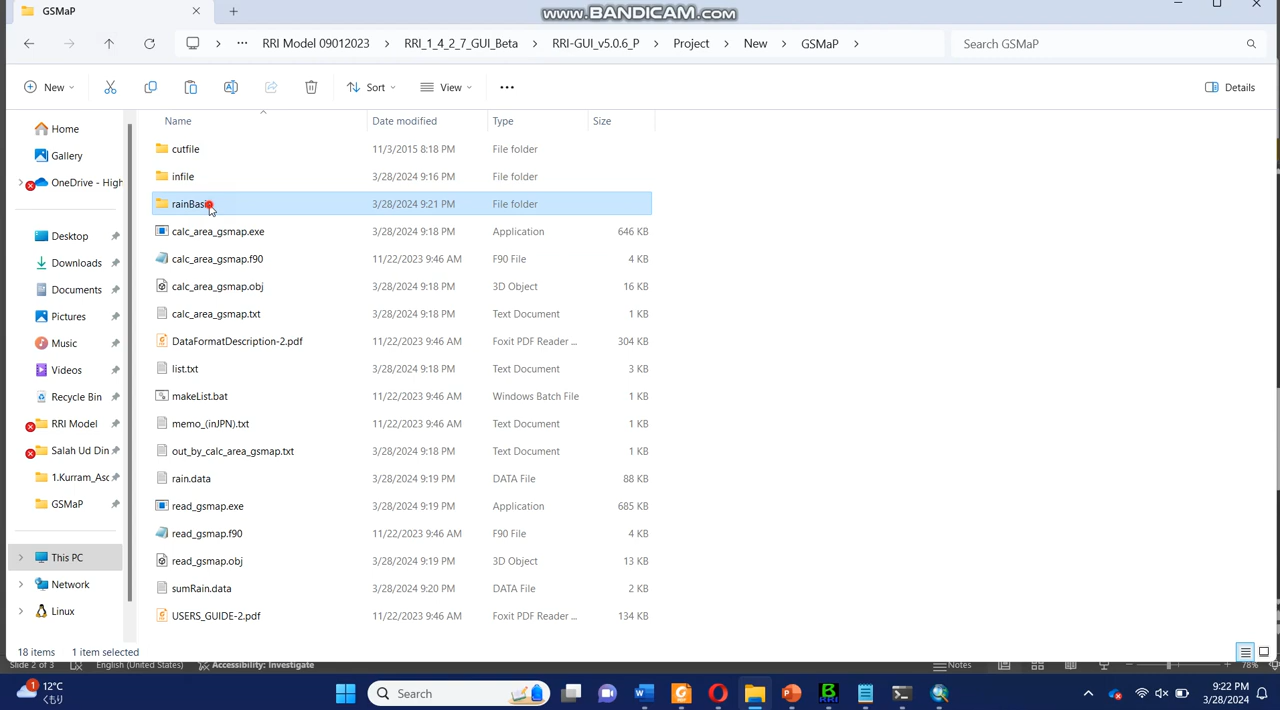 www.BANDICAM.com
GSMaP
RRI Model 09012023 > RRI_1_4_2_7_GUI_Beta > RRI-GUI_v5.0.6_P > Project > New > GSMaP >
Search GSMaP
New
Sort
View
Details
Home
Gallery
OneDrive - High
Desktop
Downloads
Documents
Pictures
Music
Videos
Recycle Bin
RRI Model
Salah Ud Din
1.Kurram_Asc
GSMaP
This PC
Network
Linux
Name Date modified Type Size
cutfile 11/3/2015 8:18 PM File folder
infile 3/28/2024 9:16 PM File folder
rainBasin 3/28/2024 9:21 PM File folder
calc_area_gsmap.exe 3/28/2024 9:18 PM Application 646 KB
calc_area_gsmap.f90 11/22/2023 9:46 AM F90 File 4 KB
calc_area_gsmap.obj 3/28/2024 9:18 PM 3D Object 16 KB
calc_area_gsmap.txt 3/28/2024 9:18 PM Text Document 1 KB
DataFormatDescription-2.pdf 11/22/2023 9:46 AM Foxit PDF Reader ... 304 KB
list.txt 3/28/2024 9:18 PM Text Document 3 KB
makeList.bat 11/22/2023 9:46 AM Windows Batch File 1 KB
memo_(inJPN).txt 11/22/2023 9:46 AM Text Document 1 KB
out_by_calc_area_gsmap.txt 3/28/2024 9:18 PM Text Document 1 KB
rain.data 3/28/2024 9:19 PM DATA File 88 KB
read_gsmap.exe 3/28/2024 9:19 PM Application 685 KB
read_gsmap.f90 11/22/2023 9:46 AM F90 File 4 KB
read_gsmap.obj 3/28/2024 9:19 PM 3D Object 13 KB
sumRain.data 3/28/2024 9:20 PM DATA File 2 KB
USERS_GUIDE-2.pdf 11/22/2023 9:46 AM Foxit PDF Reader ... 134 KB
18 items 1 item selected
Slide 2 of 3 English (United States) Accessibility: Investigate Notes 78%
1
12°C
くもり
Search
9:22 PM
3/28/2024